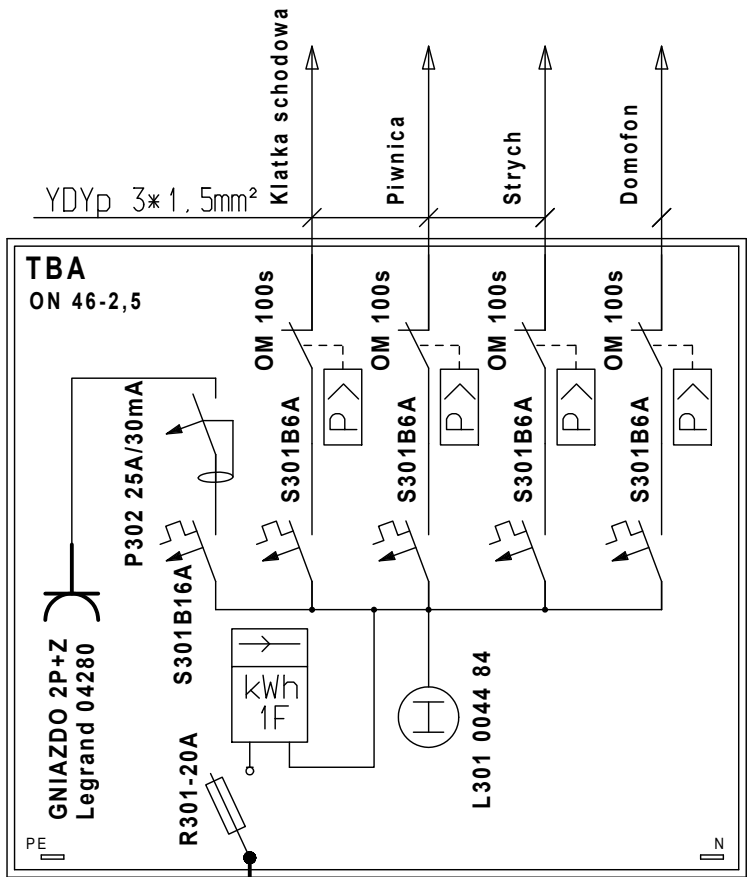 Klatka schodowa
Piwnica
Strych
Domofon
YDYp 3*1,5mm²
TBA
ON 46-2,5
OM 100s
OM 100s
OM 100s
OM 100s
P>
P>
P>
P>
P302 25A/30mA
S301B6A
S301B6A
S301B6A
S301B6A
S301B16A
GNIAZDO 2P+Z
Legrand 04280
kWh
1F
L301 0044 84
R301-20A
PE
N